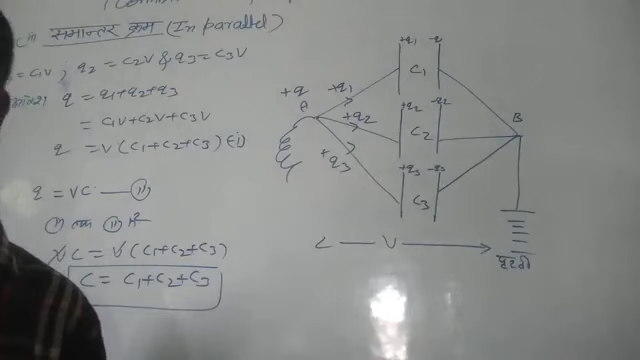 समान्तर क्रम (In parallel)
= C1V, q2 = C2V & q3 = C3V
q = q1+q2+q3
= C1V+C2V+C3V
q = V(C1+C2+C3) (i)
q = VC (ii)
(i) तथा (ii) से
VC = V(C1+C2+C3)
C = C1+C2+C3
+q
A
+q1
+q2
+q3
+q1 -q
C1
+q2 -q2
C2
+q3 -q3
C3
B
V
पृथ्वी